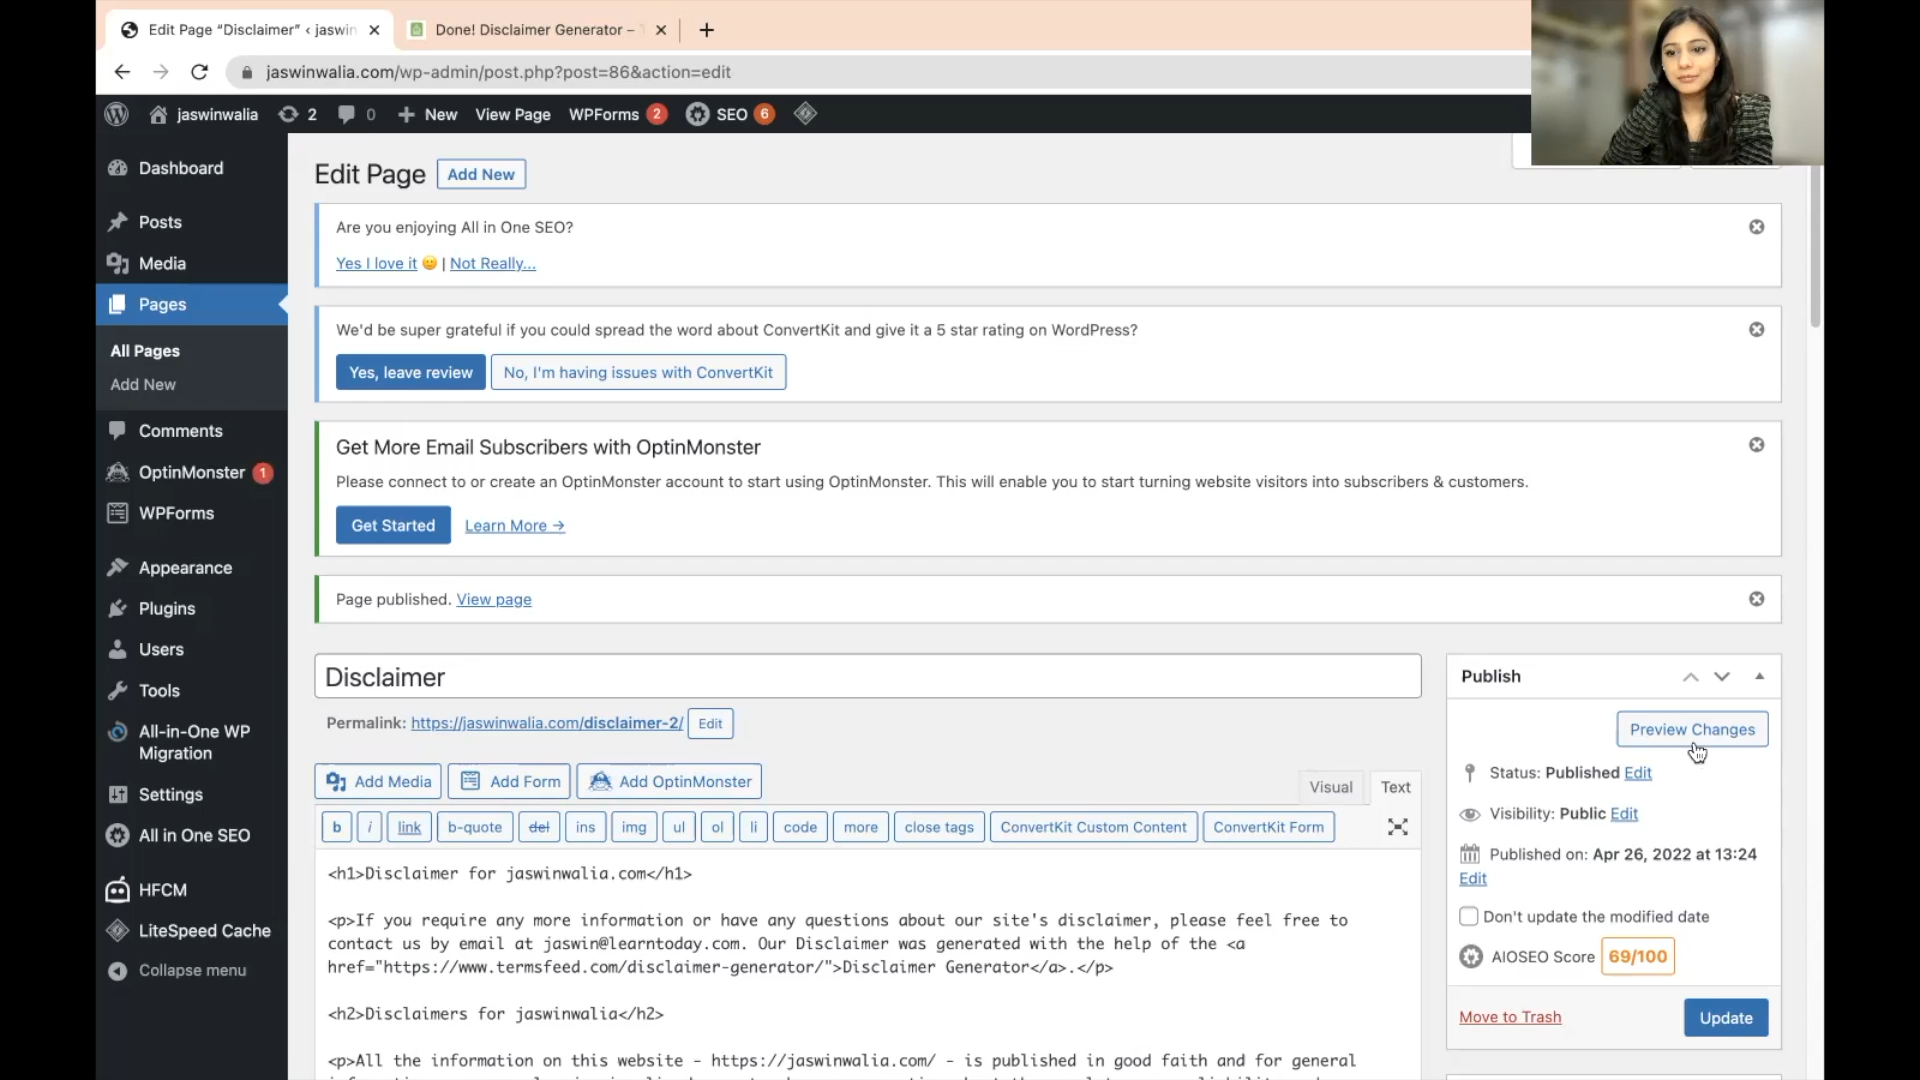 Edit Page “Disclaimer” ‹ jaswin
Done! Disclaimer Generator –
jaswinwalia.com/wp-admin/post.php?post=86&action=edit
jaswinwalia 2 0 New View Page WPForms 2 SEO 6
Dashboard
Posts
Media
Pages
All Pages
Add New
Comments
OptinMonster 1
WPForms
Appearance
Plugins
Users
Tools
All-in-One WP
Migration
Settings
All in One SEO
HFCM
LiteSpeed Cache
Collapse menu
Edit Page Add New
Are you enjoying All in One SEO?
Yes I love it 🙂 | Not Really...
We'd be super grateful if you could spread the word about ConvertKit and give it a 5 star rating on WordPress?
Yes, leave review No, I'm having issues with ConvertKit
Get More Email Subscribers with OptinMonster
Please connect to or create an OptinMonster account to start using OptinMonster. This will enable you to start turning website visitors into subscribers & customers.
Get Started Learn More →
Page published. View page
Disclaimer
Permalink: https://jaswinwalia.com/disclaimer-2/ Edit
Add Media Add Form Add OptinMonster Visual Text
b i link b-quote del ins img ul ol li code more close tags ConvertKit Custom Content ConvertKit Form
<h1>Disclaimer for jaswinwalia.com</h1>
<p>If you require any more information or have any questions about our site's disclaimer, please feel free to
contact us by email at jaswin@learntoday.com. Our Disclaimer was generated with the help of the <a
href="https://www.termsfeed.com/disclaimer-generator/">Disclaimer Generator</a>.</p>
<h2>Disclaimers for jaswinwalia</h2>
<p>All the information on this website - https://jaswinwalia.com/ - is published in good faith and for general
Publish
Preview Changes
Status: Published Edit
Visibility: Public Edit
Published on: Apr 26, 2022 at 13:24
Edit
Don't update the modified date
AIOSEO Score 69/100
Move to Trash Update